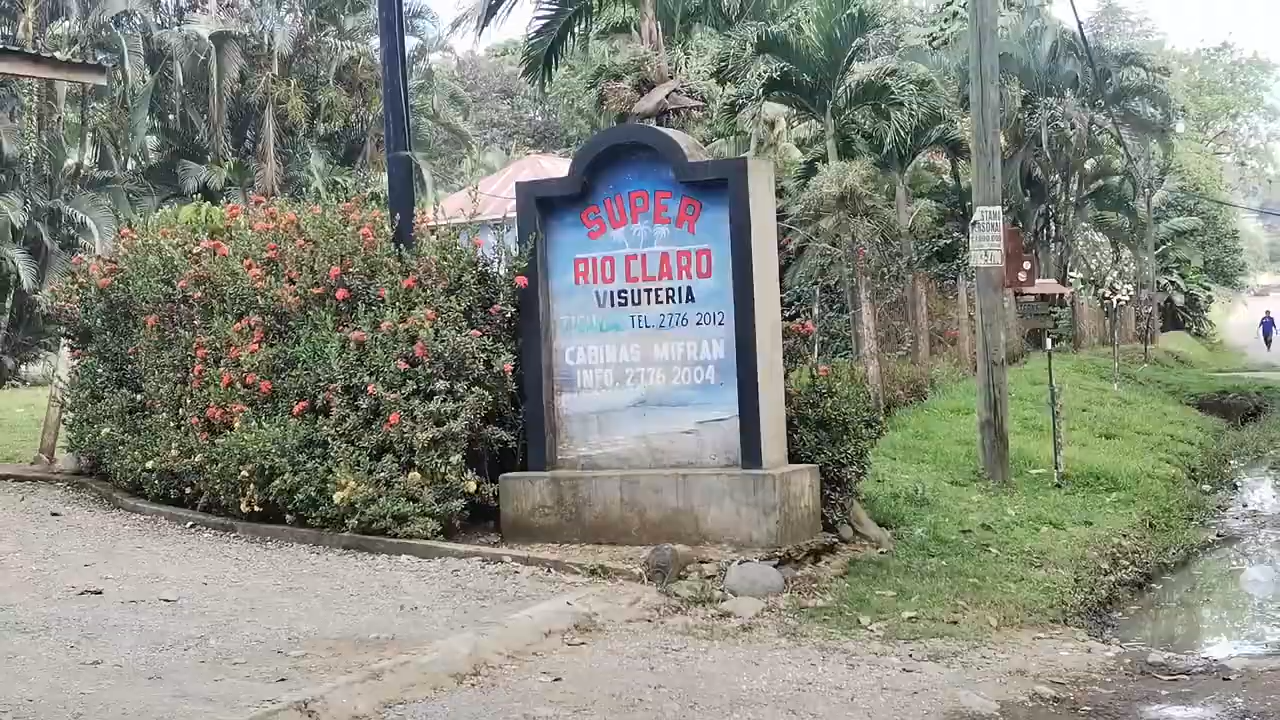 SUPER
RIO CLARO
VISUTERIA
TEL. 2776 2012
CABINAS MIFRAN
INFO. 2776 2004